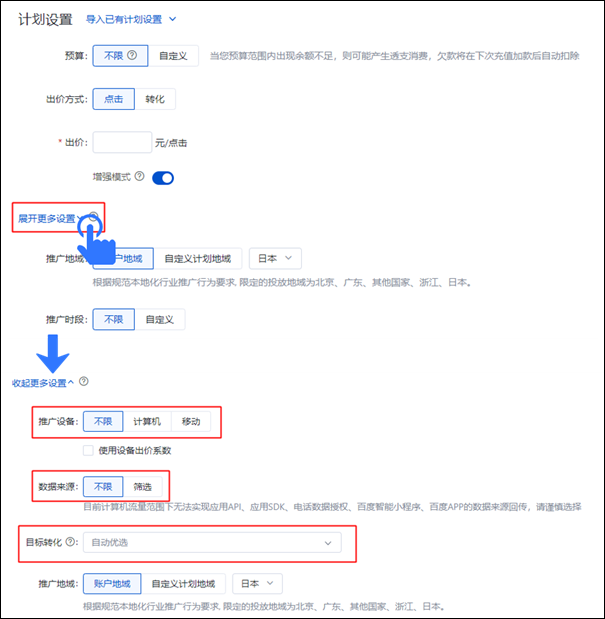 计划设置 导入已有计划设置
预算: 不限 自定义 当您预算范围内出现余额不足，则可能产生透支消费，欠款将在下次充值加款后自动扣除
出价方式: 点击 转化
* 出价: 元/点击
增强模式
展开更多设置
推广地域: 户地域 自定义计划地域 日本
根据规范本地化行业推广行为要求, 限定的投放地域为北京、广东、其他国家、浙江、日本。
推广时段: 不限 自定义
收起更多设置
推广设备: 不限 计算机 移动
使用设备出价系数
数据来源: 不限 筛选
目前计算机流量范围下无法实现应用API、应用SDK、电话数据授权、百度智能小程序、百度APP的数据来源回传，请谨慎选择
目标转化 : 自动优选
推广地域: 账户地域 自定义计划地域 日本
根据规范本地化行业推广行为要求, 限定的投放地域为北京、广东、其他国家、浙江、日本。